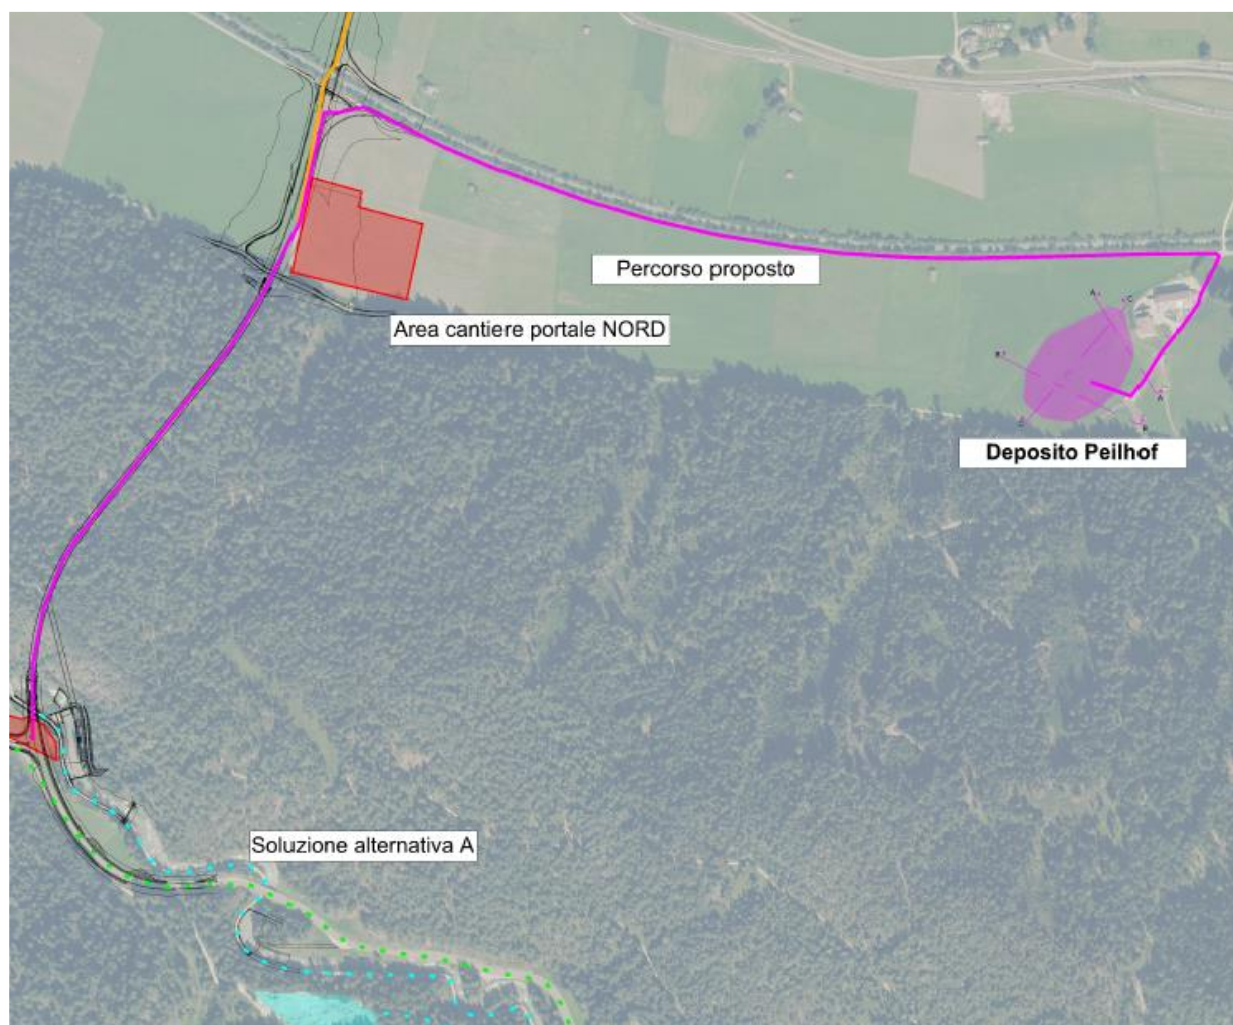 Percorso proposto
Area cantiere portale NORD
A
C
B
A
C
B
Deposito Peilhof
Soluzione alternativa A